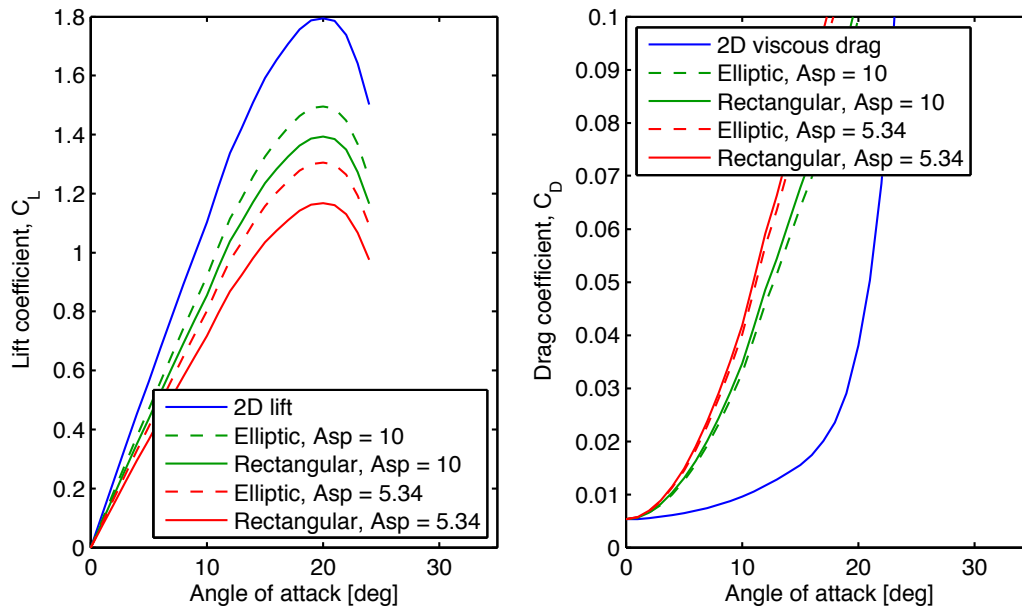 1.8
1.6
1.4
1.2
1
0.8
0.6
0.4
0.2
0
Lift coefficient, C_L
2D lift
Elliptic, Asp = 10
Rectangular, Asp = 10
Elliptic, Asp = 5.34
Rectangular, Asp = 5.34
0 10 20 30
Angle of attack [deg]
0.1
0.09
0.08
0.07
0.06
0.05
0.04
0.03
0.02
0.01
0
Drag coefficient, C_D
2D viscous drag
Elliptic, Asp = 10
Rectangular, Asp = 10
Elliptic, Asp = 5.34
Rectangular, Asp = 5.34
0 10 20 30
Angle of attack [deg]